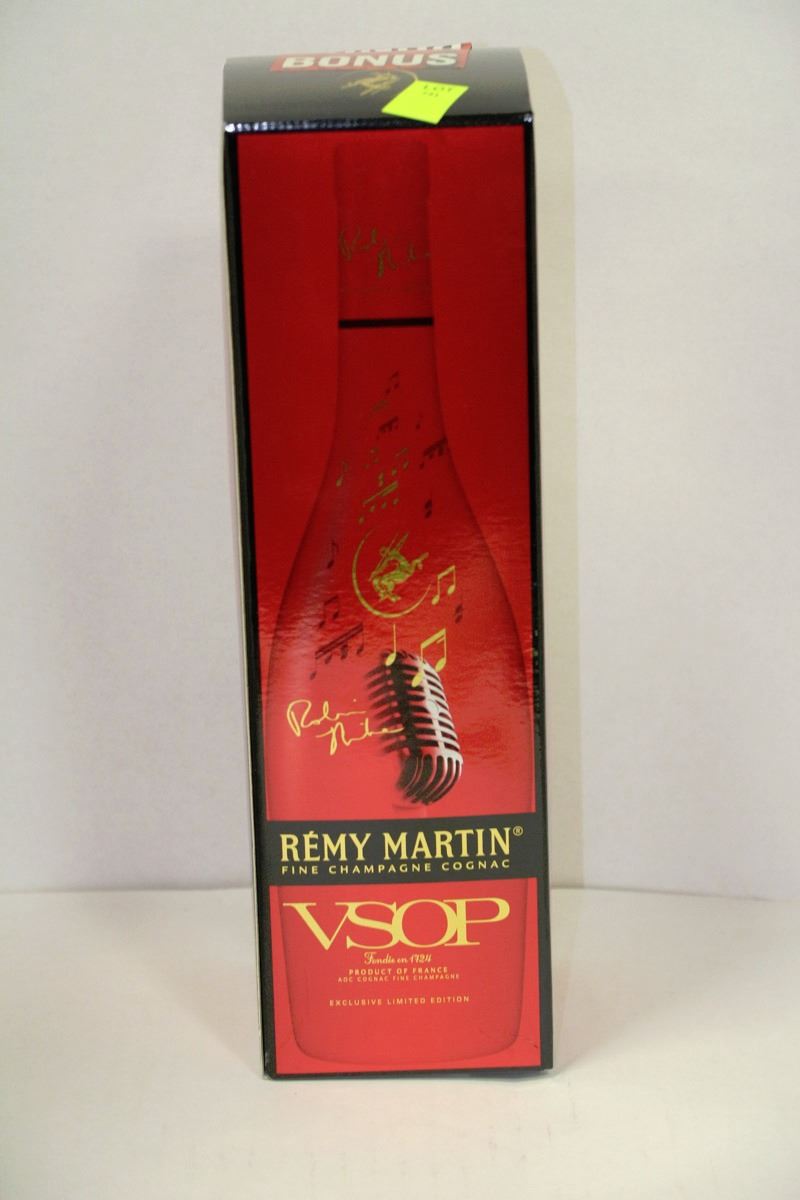 BONUS
LOT
RÉMY MARTIN®
FINE CHAMPAGNE COGNAC
VSOP
Fondée en 1724
PRODUCT OF FRANCE
AOC COGNAC FINE CHAMPAGNE
EXCLUSIVE LIMITED EDITION